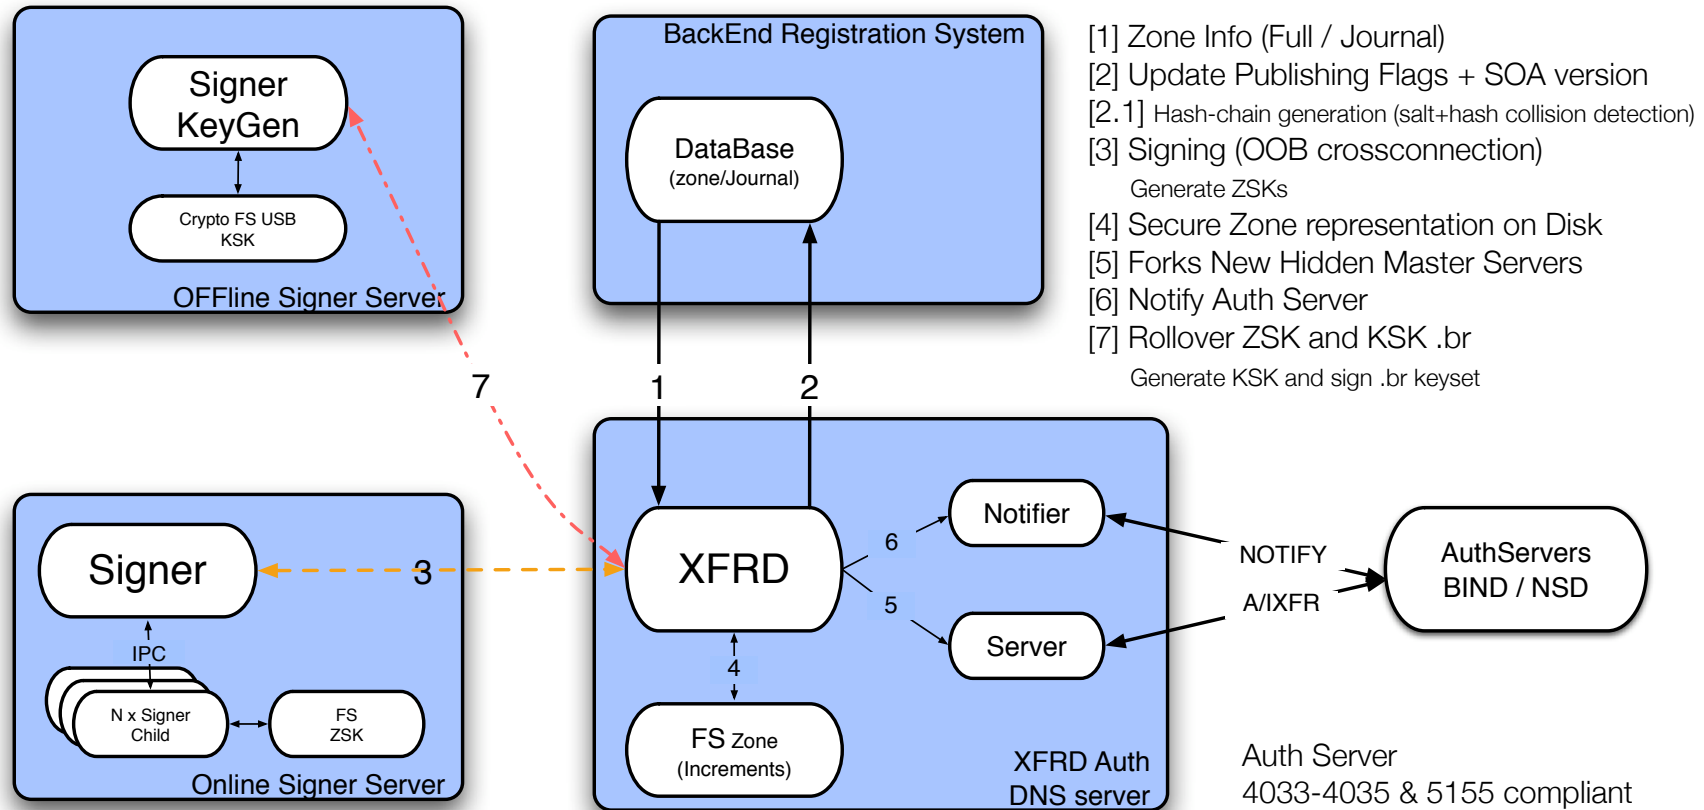 Signer
KeyGen
Crypto FS USB
KSK
OFFline Signer Server
BackEnd Registration System
DataBase
(zone/Journal)
[1] Zone Info (Full / Journal)
[2] Update Publishing Flags + SOA version
[2.1] Hash-chain generation (salt+hash collision detection)
[3] Signing (OOB crossconnection)
Generate ZSKs
[4] Secure Zone representation on Disk
[5] Forks New Hidden Master Servers
[6] Notify Auth Server
[7] Rollover ZSK and KSK .br
Generate KSK and sign .br keyset
7
1
2
Signer
3
IPC
N x Signer
Child
FS
ZSK
Online Signer Server
XFRD
6
5
4
Notifier
Server
FS Zone
(Increments)
XFRD Auth
DNS server
NOTIFY
A/IXFR
AuthServers
BIND / NSD
Auth Server
4033-4035 & 5155 compliant